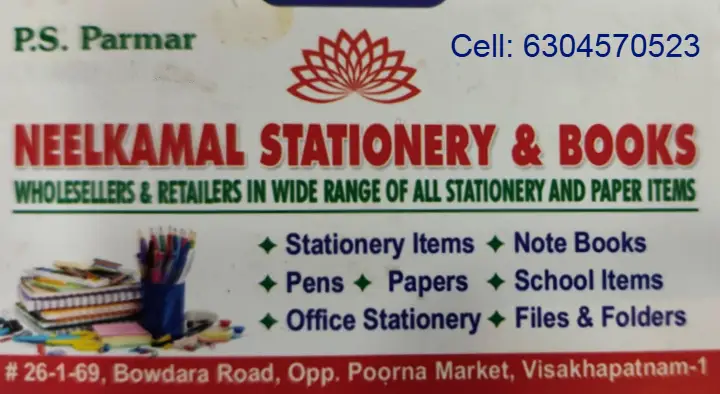 P.S. Parmar
Cell: 6304570523
NEELKAMAL STATIONERY & BOOKS
WHOLESELLERS & RETAILERS IN WIDE RANGE OF ALL STATIONERY AND PAPER ITEMS
✦ Stationery Items ✦ Note Books
✦ Pens ✦ Papers ✦ School Items
✦ Office Stationery ✦ Files & Folders
# 26-1-69, Bowdara Road, Opp. Poorna Market, Visakhapatnam-1